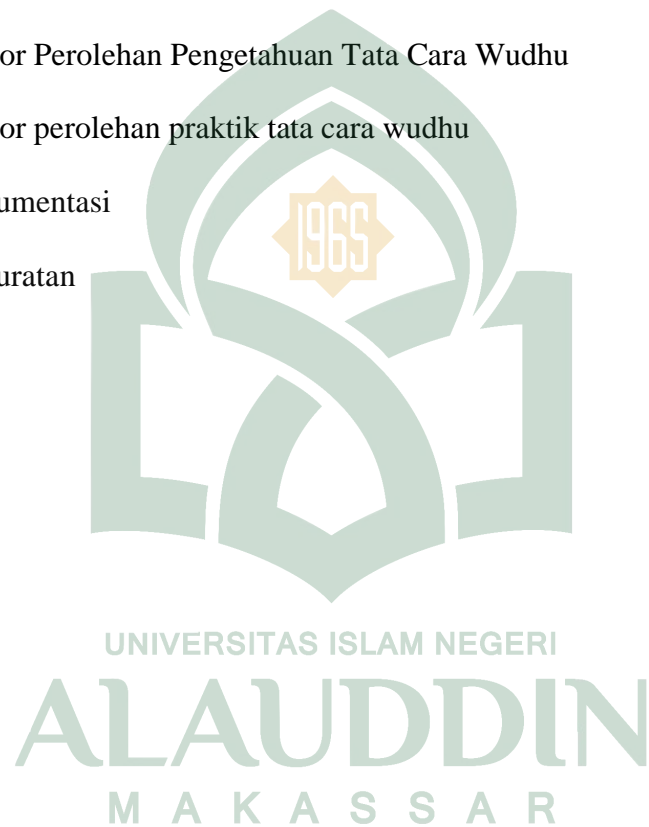 or Perolehan Pengetahuan Tata Cara Wudhu
or perolehan praktik tata cara wudhu
umentasi
uratan
1965
UNIVERSITAS ISLAM NEGERI
ALAUDDIN
MAKASSAR